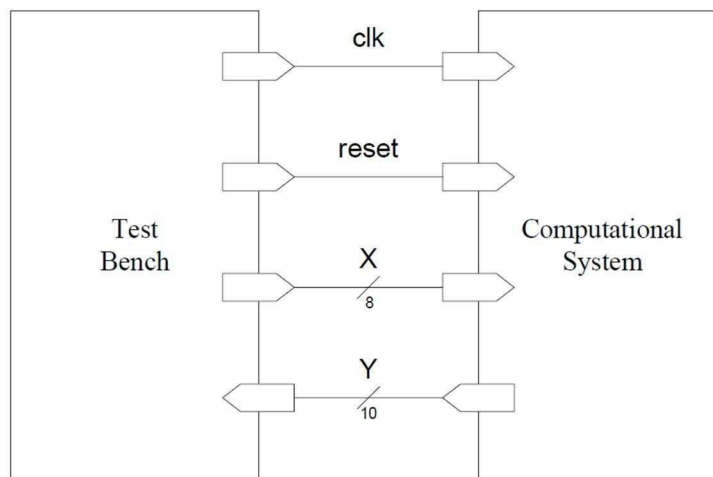 clk
reset
Test
Bench
Computational
System
X
8
Y
10